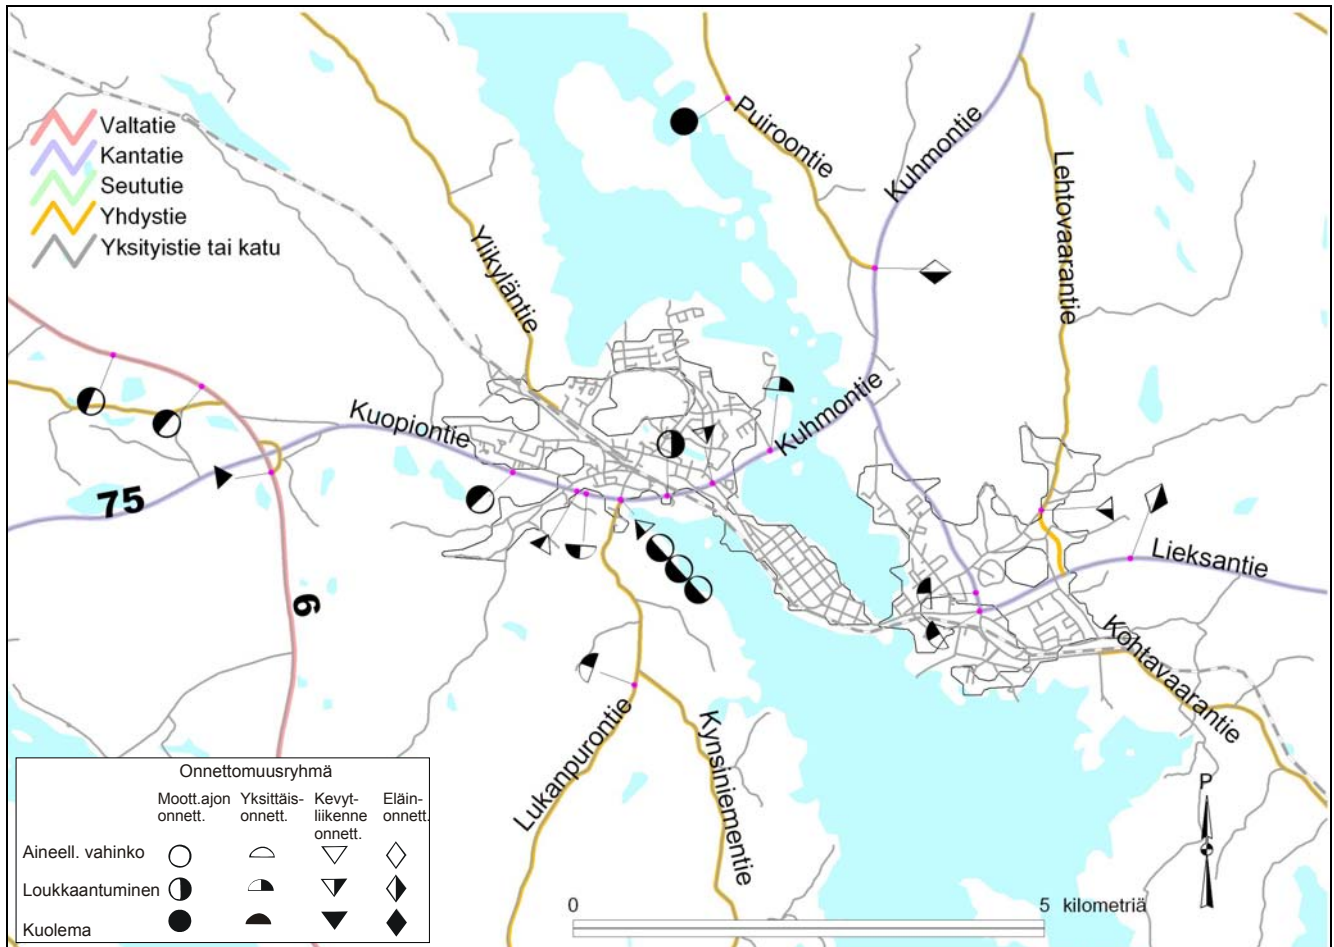 Valtatie
Kantatie
Seututie
Yhdystie
Yksityistie tai katu
Puiroontie
Kuhmontie
Lehtovaarantie
Ylikyläntie
Kuopiontie
Kuhmontie
75
6
Lieksantie
Kohtavaarantie
Lukanpurontie
Kynsiniementie
P
0 5 kilometriä
Onnettomuusryhmä
Moott.ajon onnett.
Yksittäis- onnett.
Kevyt- liikenne onnett.
Eläin- onnett.
Aineell. vahinko
Loukkaantuminen
Kuolema